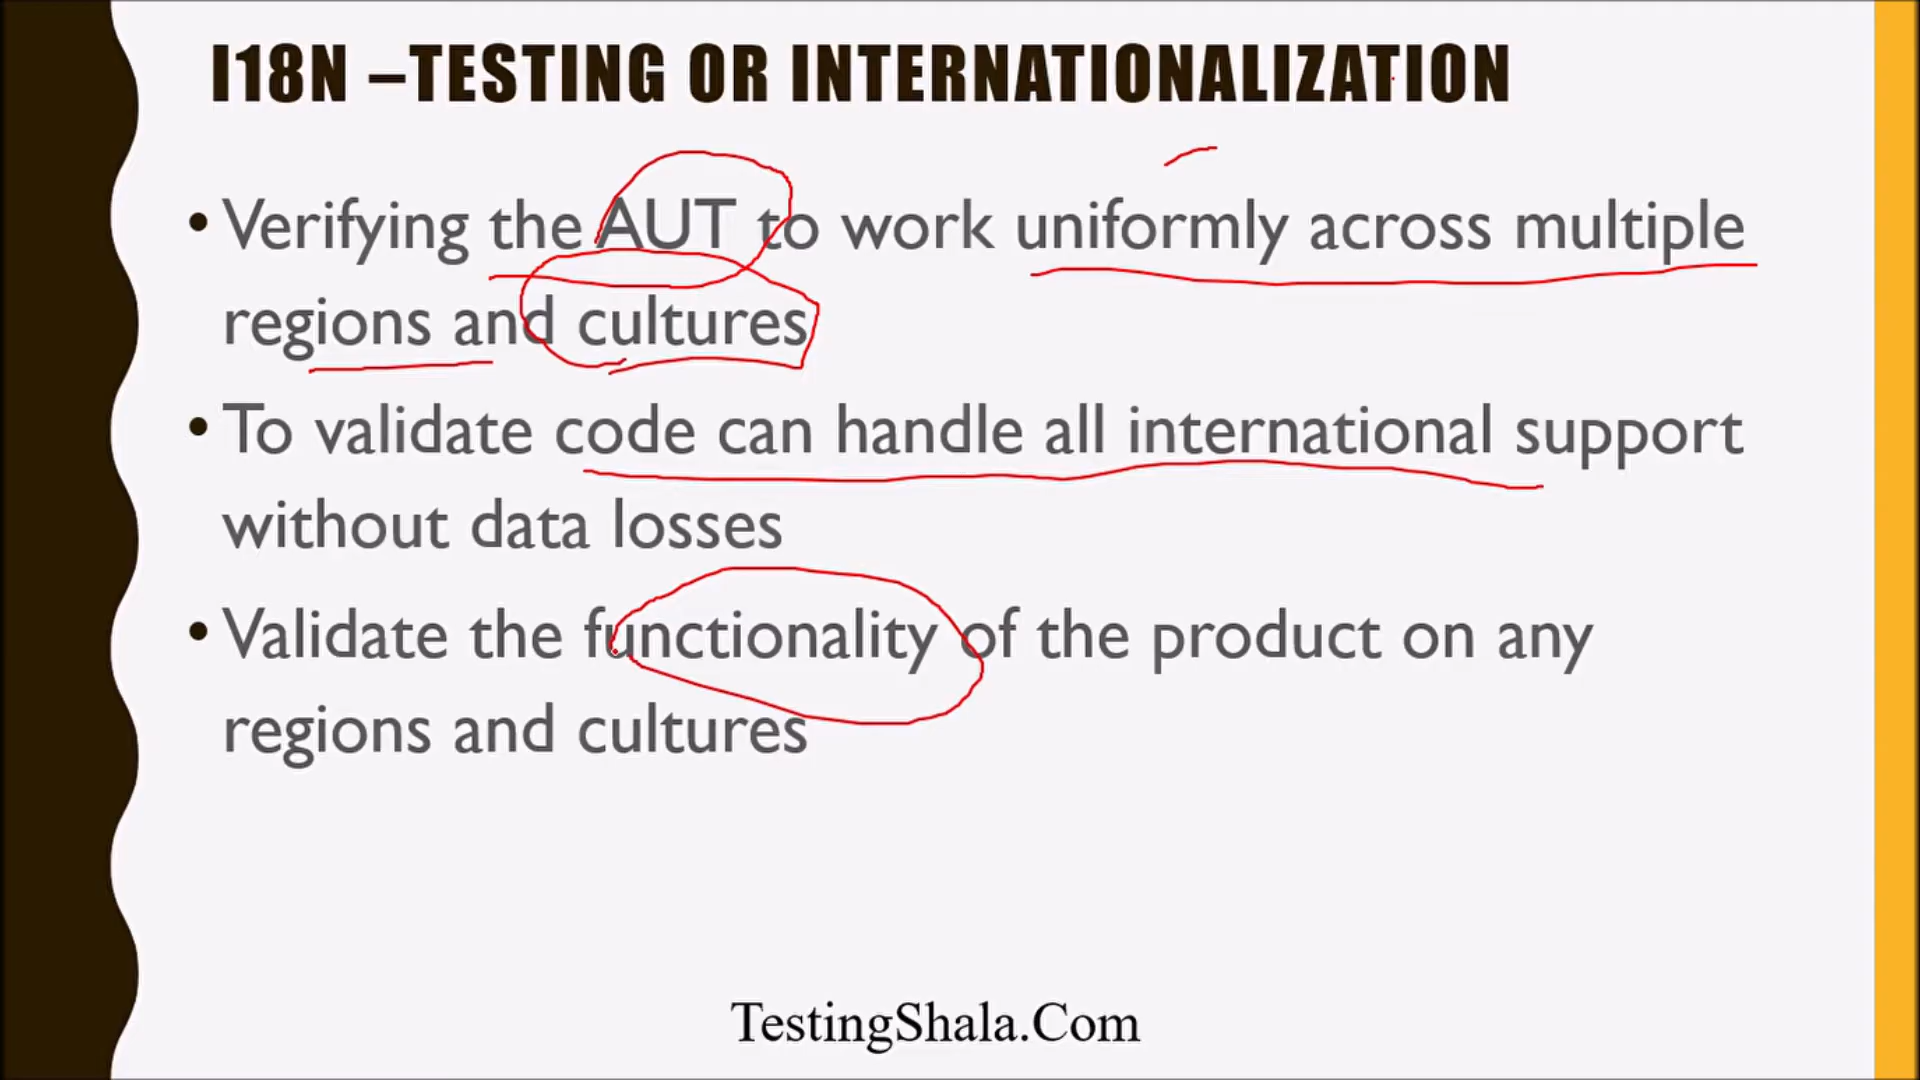 I18N –TESTING OR INTERNATIONALIZATION
• Verifying the AUT to work uniformly across multiple
regions and cultures
• To validate code can handle all international support
without data losses
• Validate the functionality of the product on any
regions and cultures
TestingShala.Com